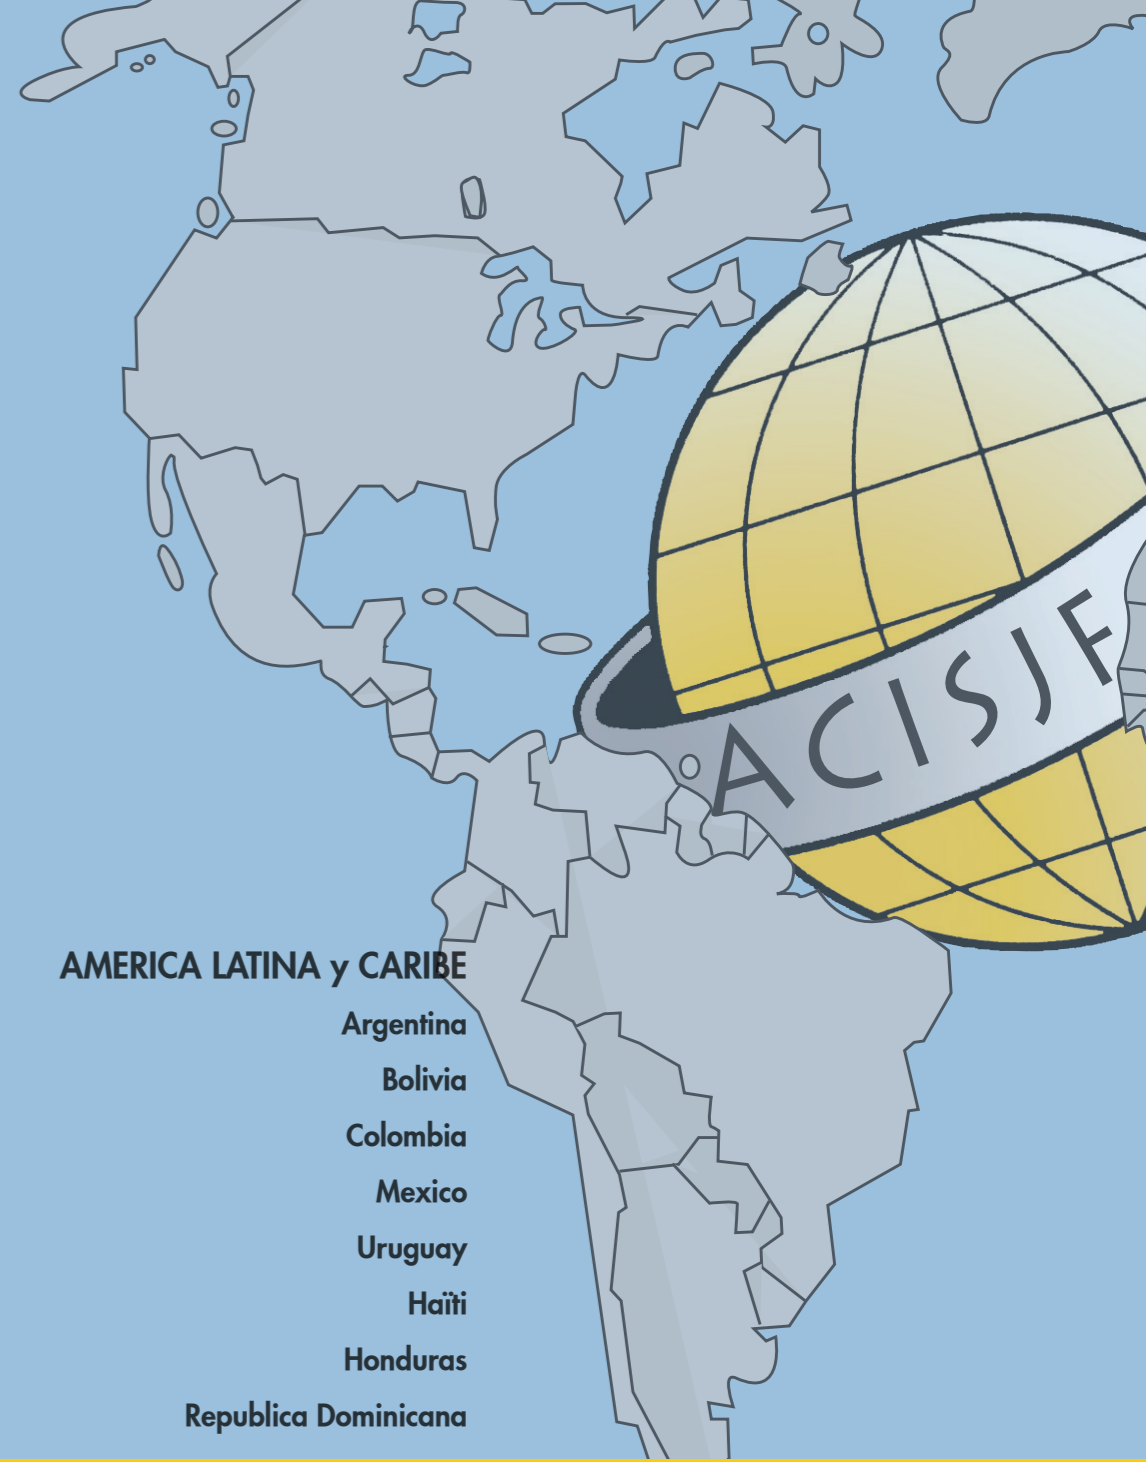 ACISJF
AMERICA LATINA y CARIBE
Argentina
Bolivia
Colombia
Mexico
Uruguay
Haïti
Honduras
Republica Dominicana